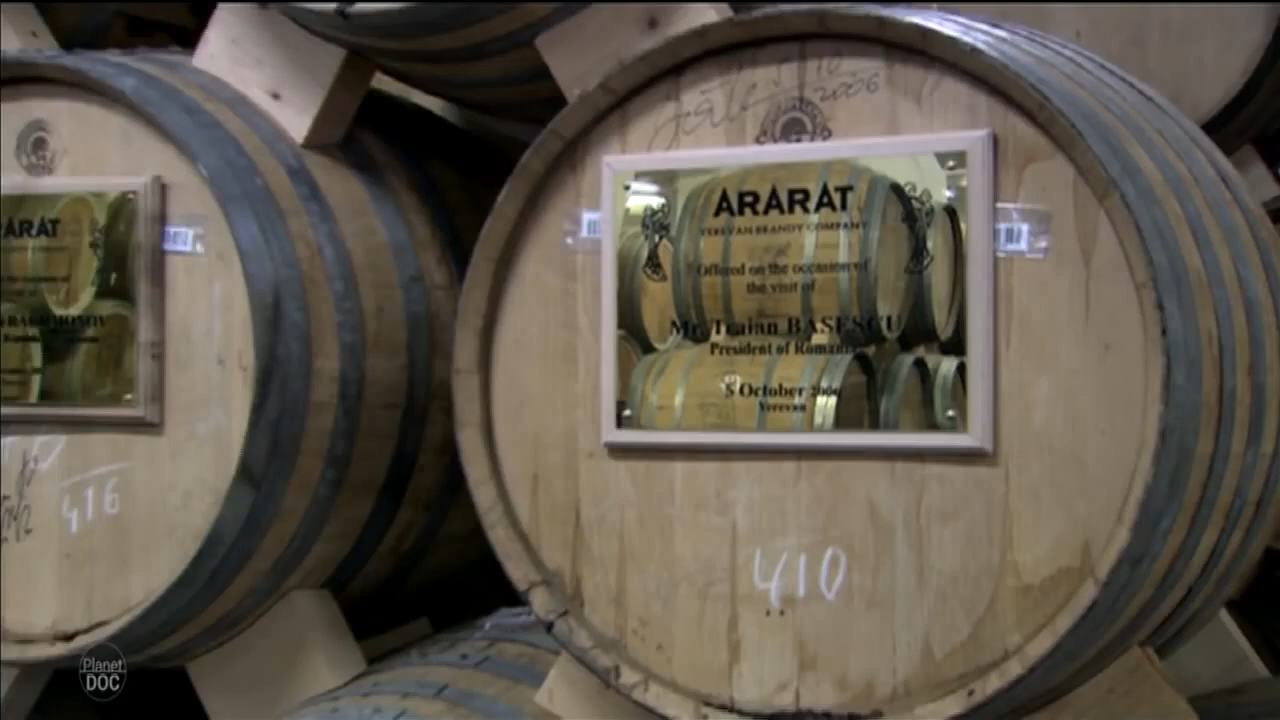 2006
ARARAT
YEREVAN BRANDY COMPANY
Offered on the occasion of
the visit of
Mr. Traian BASESCU
President of Romania
5 October 2006
Yerevan
410
ARAT
416
Planet
DOC